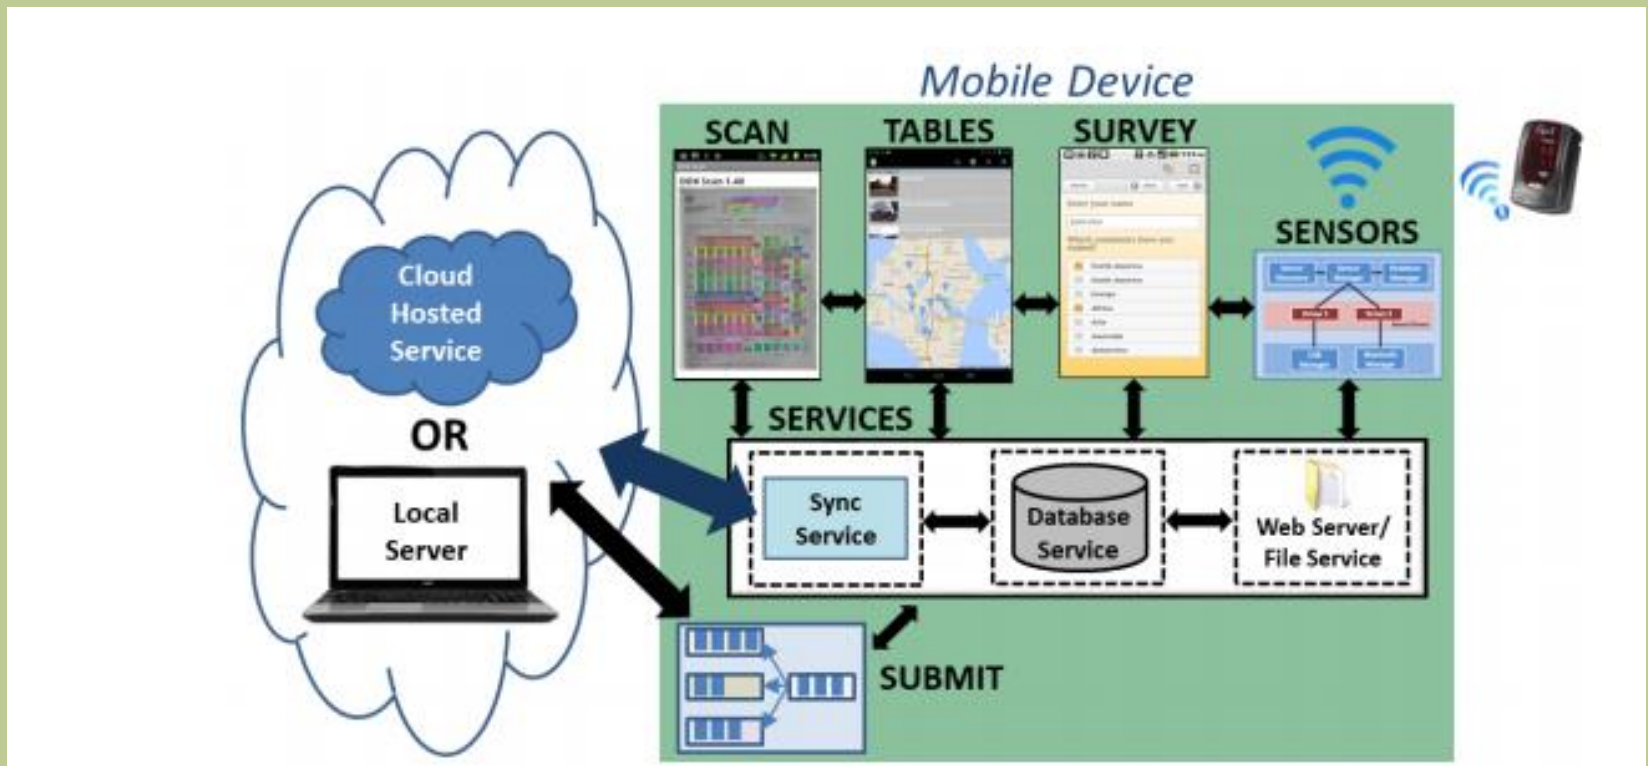 Mobile Device
SCAN
TABLES
SURVEY
SENSORS
Cloud
Hosted
Service
OR
Local
Server
SERVICES
Sync
Service
Database
Service
Web Server/
File Service
SUBMIT